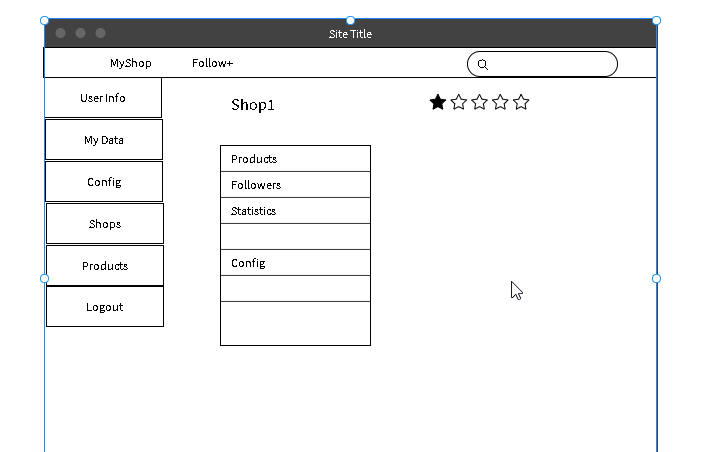 Site Title
MyShop
Follow+
User Info
My Data
Config
Shops
Products
Logout
Shop1
Products
Followers
Statistics
Config